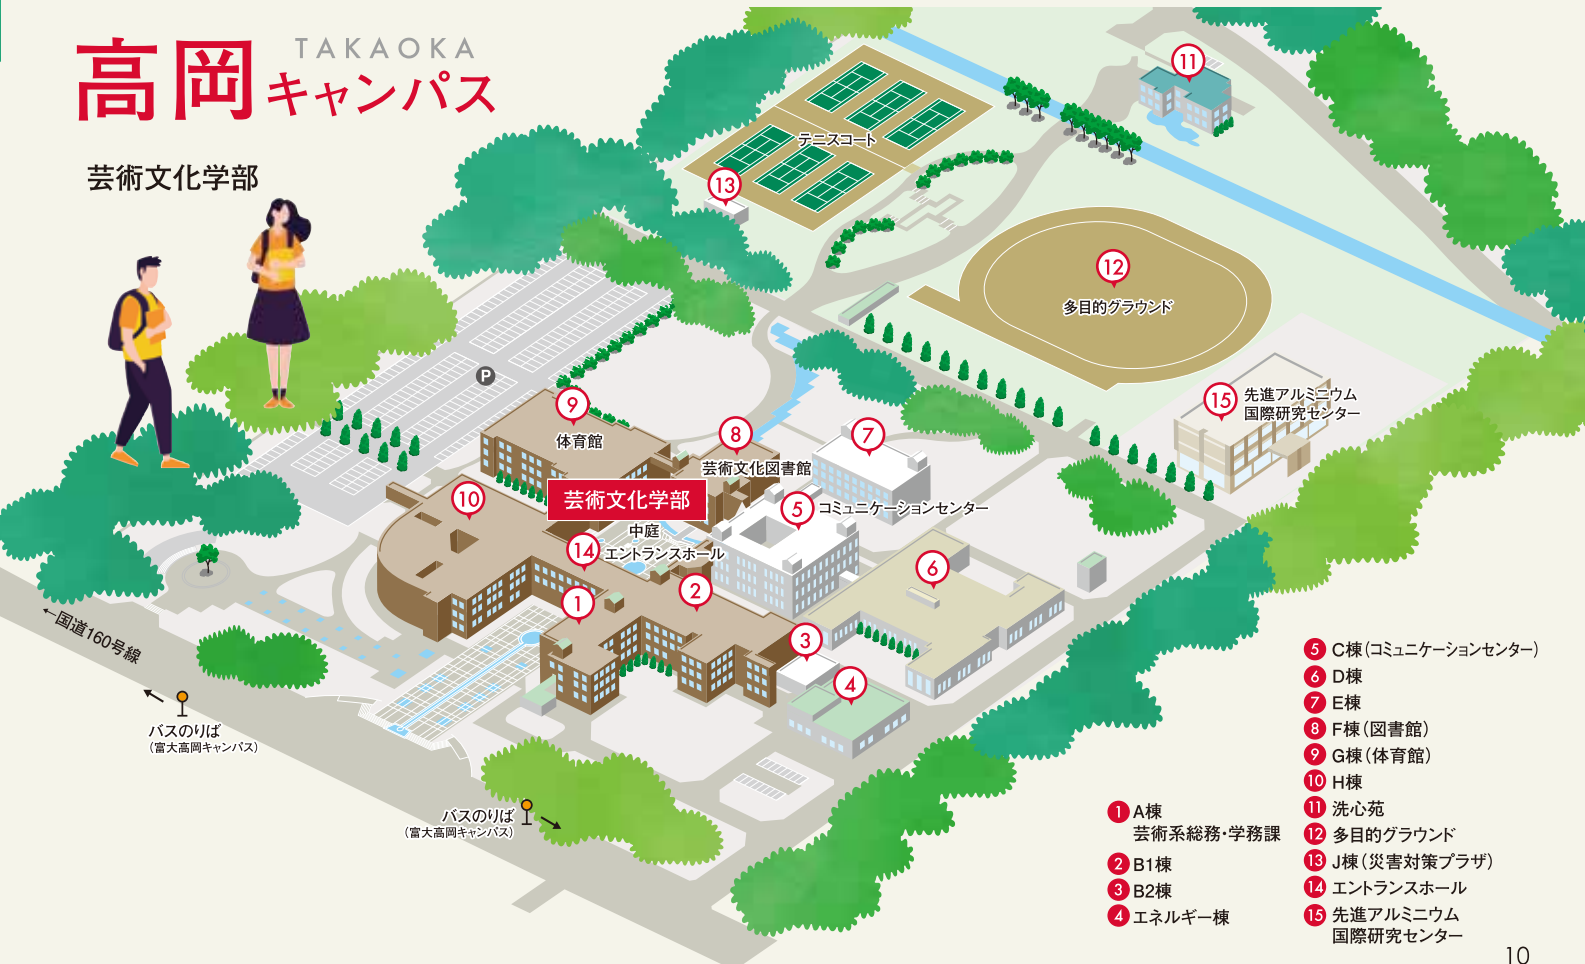 高岡キャンパス
TAKAOKA
芸術文化学部
11
テニスコート
13
12
多目的グラウンド
P
9
体育館
8
芸術文化図書館
7
15
先進アルミニウム
国際研究センター
10
芸術文化学部
5
コミュニケーションセンター
中庭
14
エントランスホール
6
1
2
3
4
←国道160号線
バスのりば
（富大高岡キャンパス）
バスのりば
（富大高岡キャンパス）
1 A棟
芸術系総務・学務課
2 B1棟
3 B2棟
4 エネルギー棟
5 C棟（コミュニケーションセンター）
6 D棟
7 E棟
8 F棟（図書館）
9 G棟（体育館）
10 H棟
11 洗心苑
12 多目的グラウンド
13 J棟（災害対策プラザ）
14 エントランスホール
15 先進アルミニウム
国際研究センター
10